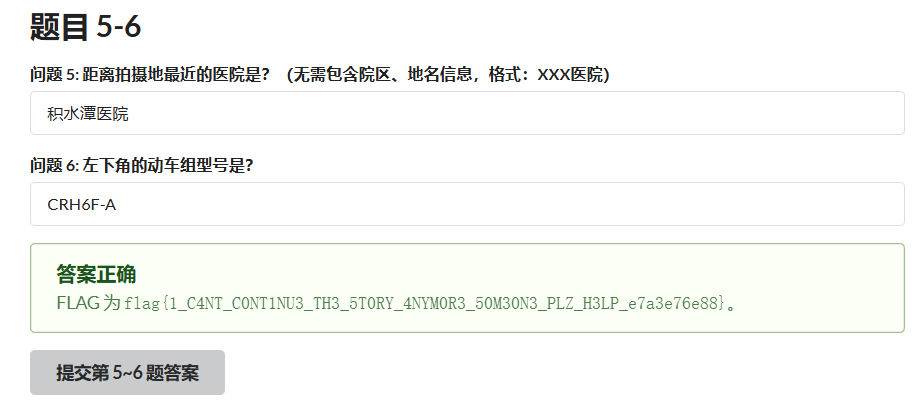 题目 5-6
问题 5: 距离拍摄地最近的医院是？（无需包含院区、地名信息，格式：XXX医院）
积水潭医院
问题 6: 左下角的动车组型号是？
CRH6F-A
答案正确
FLAG 为 flag{1_C4NT_C0NT1NU3_TH3_5T0RY_4NYM0R3_50M30N3_PLZ_H3LP_e7a3e76e88}。
提交第 5~6 题答案